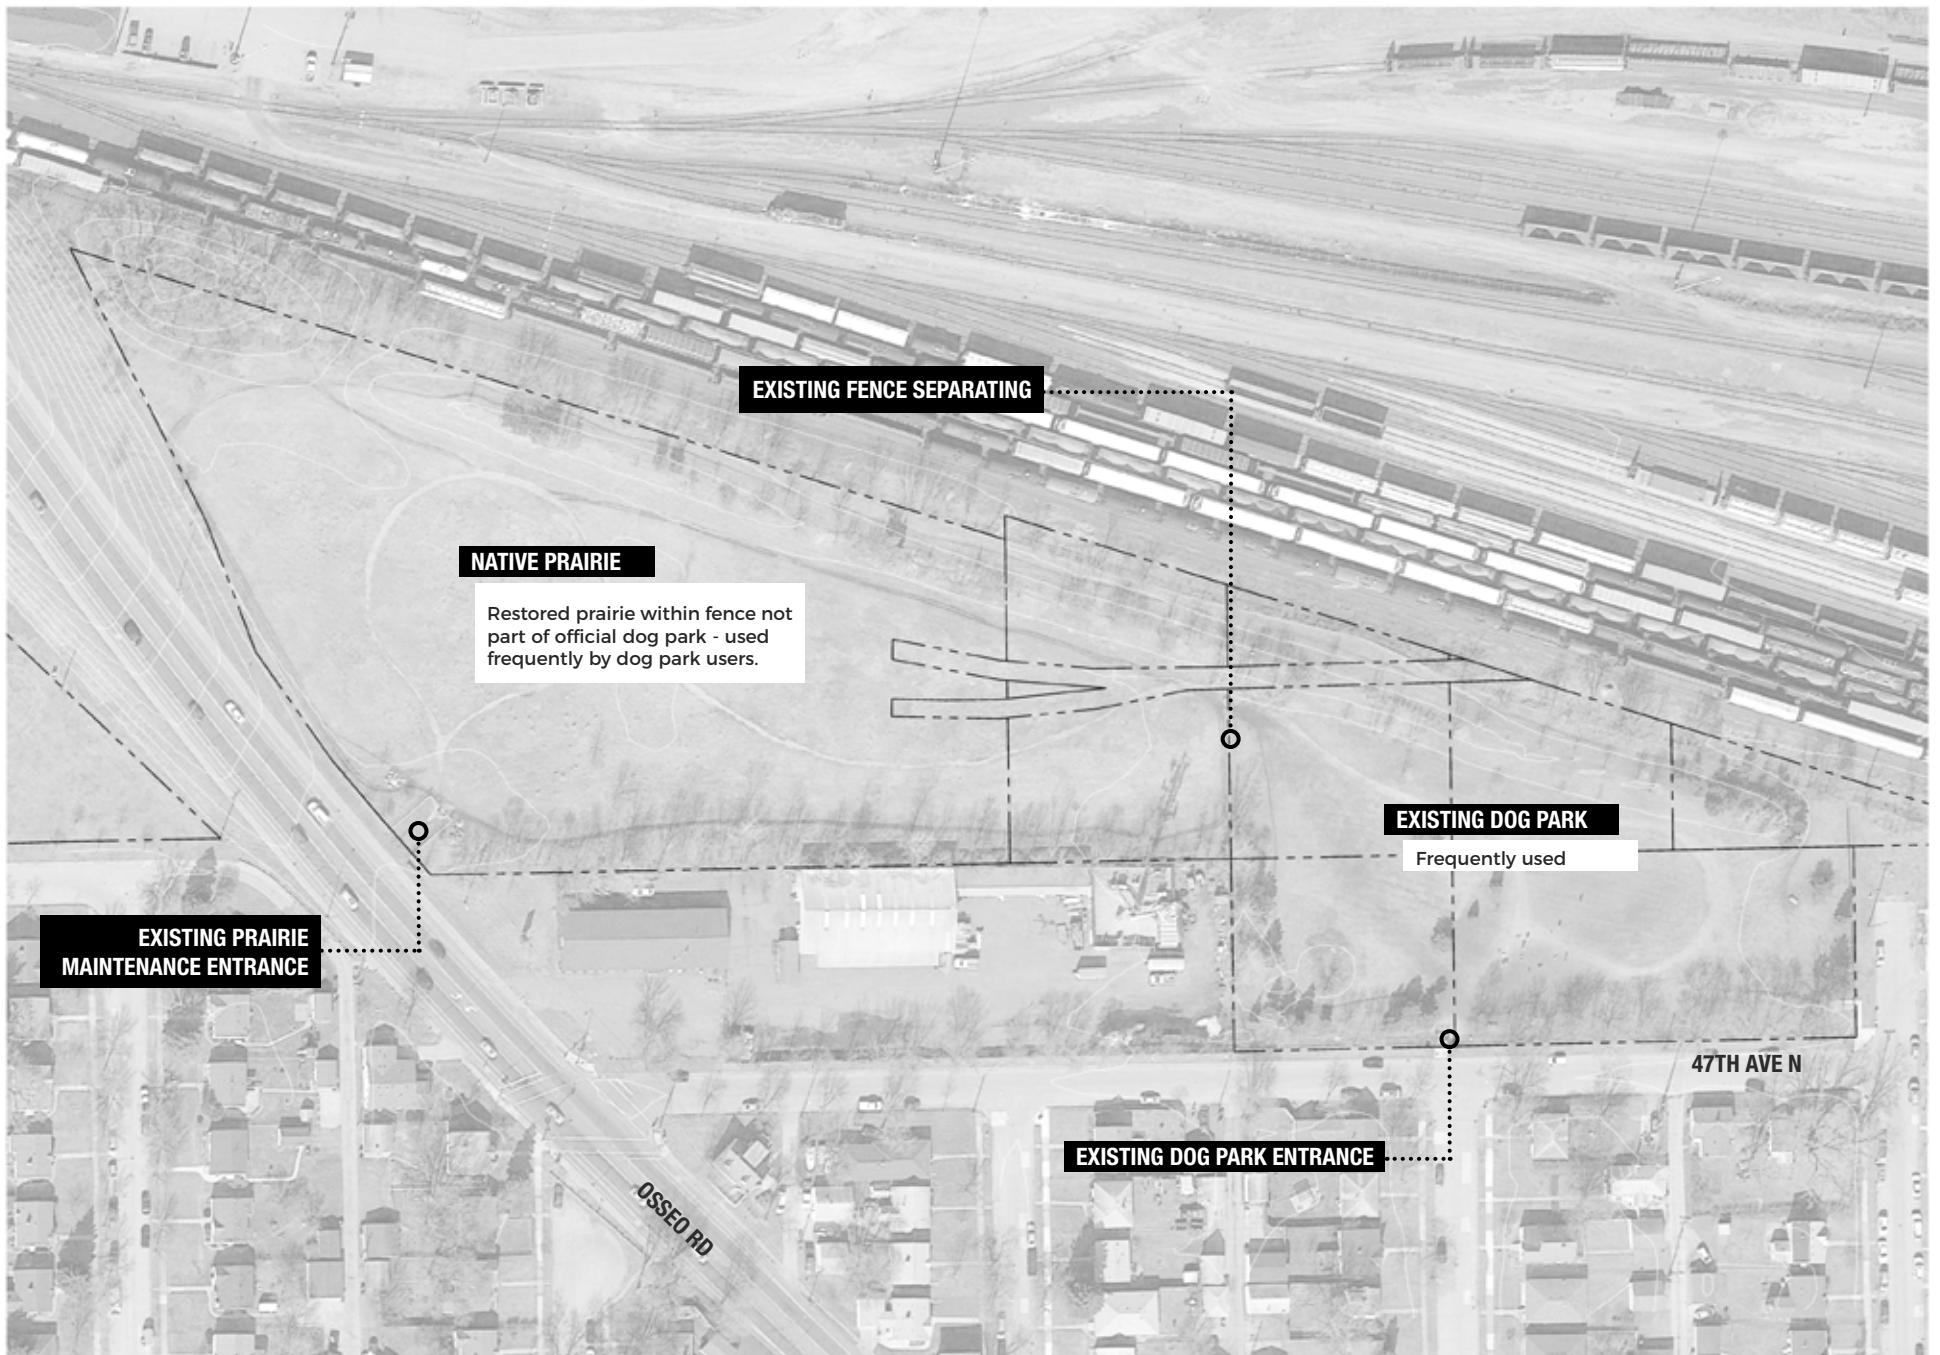 EXISTING FENCE SEPARATING
NATIVE PRAIRIE
Restored prairie within fence not
part of official dog park - used
frequently by dog park users.
EXISTING DOG PARK
Frequently used
EXISTING PRAIRIE
MAINTENANCE ENTRANCE
47TH AVE N
EXISTING DOG PARK ENTRANCE
OSSEO RD